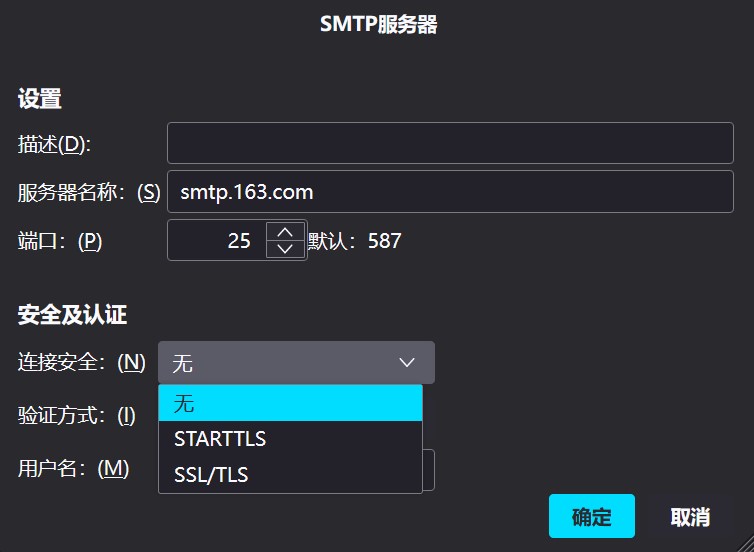 SMTP服务器
设置
描述(D):
服务器名称：(S) smtp.163.com
端口：(P) 25 默认：587
安全及认证
连接安全：(N) 无
无
验证方式：(I)
STARTTLS
用户名：(M)
SSL/TLS
确定 取消